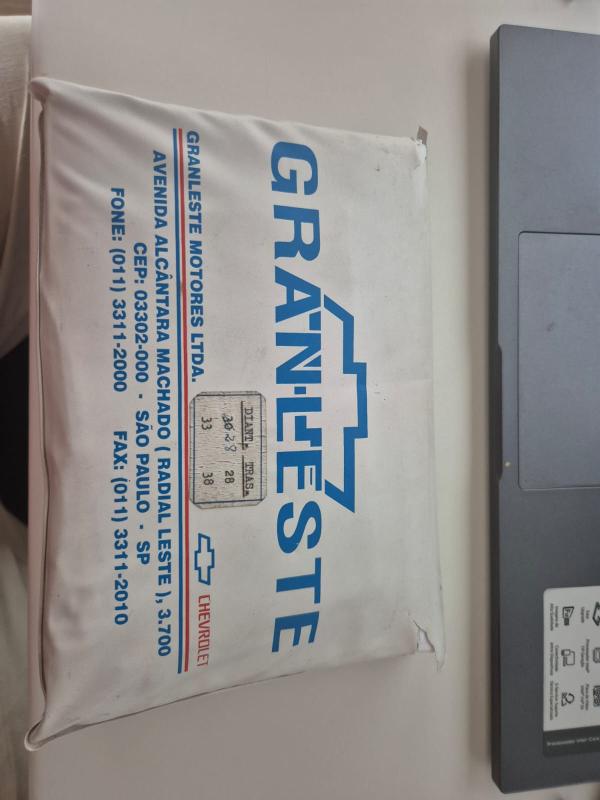 GRANLESTE
DIANT. TRAS.
28 28
33 38
CHEVROLET
GRANLESTE MOTORES LTDA.
AVENIDA ALCÂNTARA MACHADO ( RADIAL LESTE ), 3.700
CEP: 03302-000 - SÃO PAULO - SP
FONE: (011) 3311-2000 FAX: (011) 3311-2010